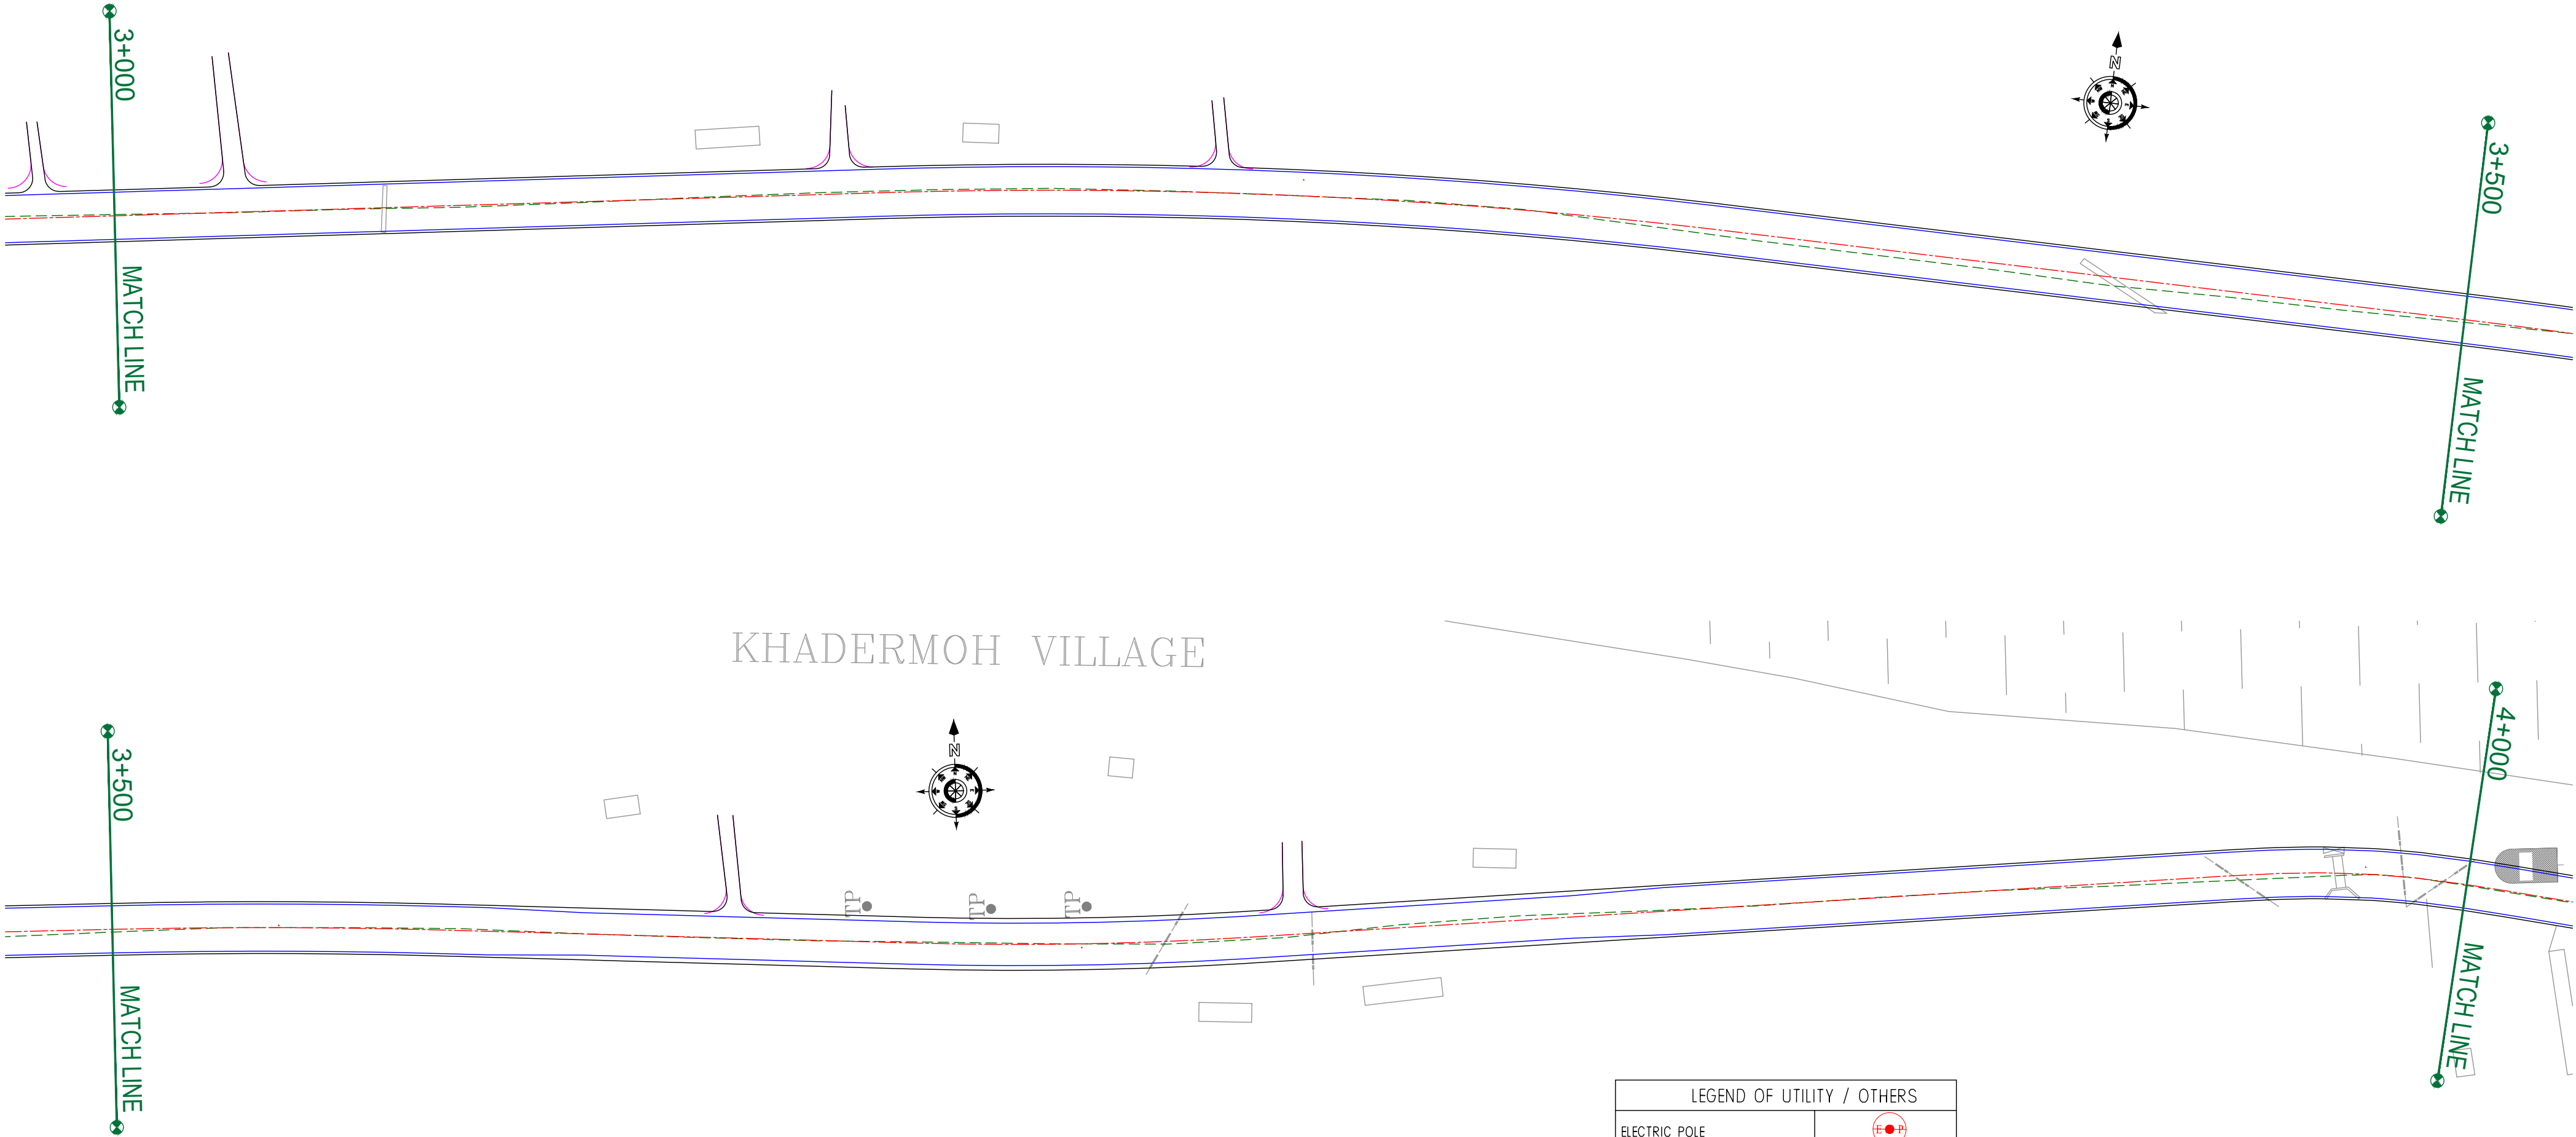 3+000
N
3+500
MATCH LINE
MATCH LINE
KHADERMOH VILLAGE
3+500
N
4+000
TP
TP
TP
MATCH LINE
MATCH LINE
LEGEND OF UTILITY / OTHERS
ELECTRIC POLE
E P